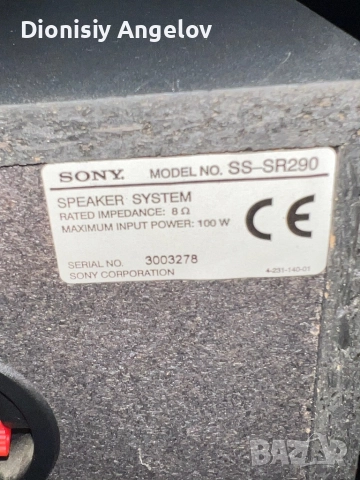 Dionisiy Angelov
SONY. MODEL NO. SS-SR290
SPEAKER SYSTEM
RATED IMPEDANCE: 8 Ω
MAXIMUM INPUT POWER: 100 W
CE
SERIAL NO. 3003278
SONY CORPORATION
4-231-140-01
BAZAR